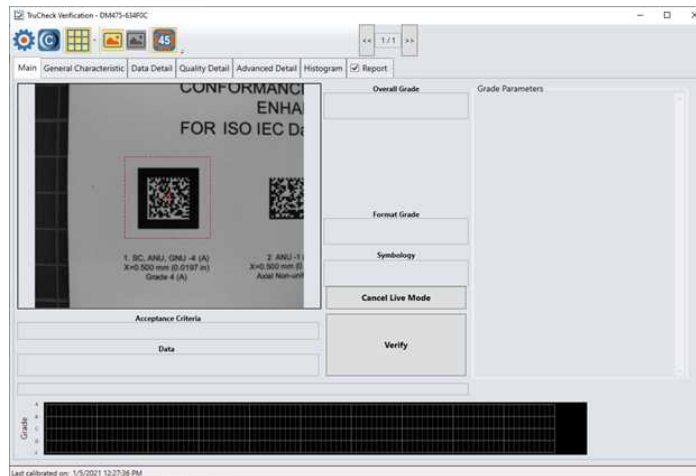 TruCheck Verification - DM475-634F0C
45
<< 1 / 1 >>
Main General Characteristic Data Detail Quality Detail Advanced Detail Histogram Report
CONFORMANC
ENHA
FOR ISO IEC Da
4
1. SC, ANU, GNU -4 (A)
X=0.500 mm (0.0197 in)
Grade 4 (A)
2. ANU -1
X=0.500 mm (0
Axial Non-uni
Overall Grade
Grade Parameters
Format Grade
Symbology
Cancel Live Mode
Verify
Acceptance Criteria
Data
Grade
A
B
C
D
F
Last calibrated on: 1/5/2021 12:27:36 PM